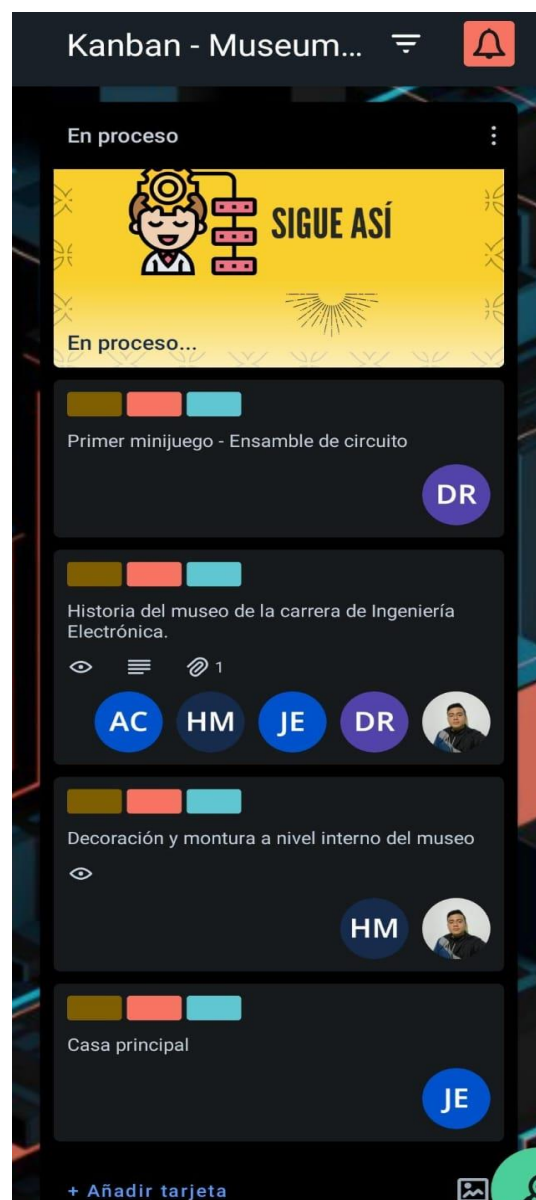 Kanban - Museum...
En proceso
SIGUE ASÍ
En proceso...
Primer minijuego - Ensamble de circuito
DR
Historia del museo de la carrera de Ingeniería
Electrónica.
1
AC HM JE DR
Decoración y montura a nivel interno del museo
HM
Casa principal
JE
+ Añadir tarjeta